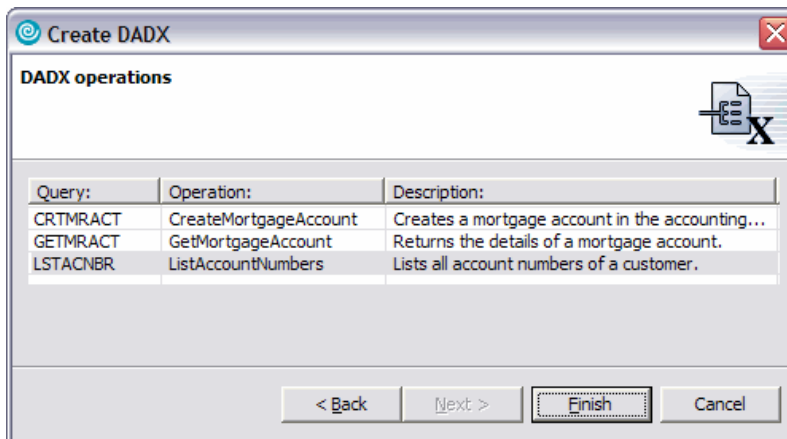 Create DADX
DADX operations
X
Query: Operation: Description:
CRTMRACT CreateMortgageAccount Creates a mortgage account in the accounting...
GETMRACT GetMortgageAccount Returns the details of a mortgage account.
LSTACNBR ListAccountNumbers Lists all account numbers of a customer.
< Back Next > Finish Cancel